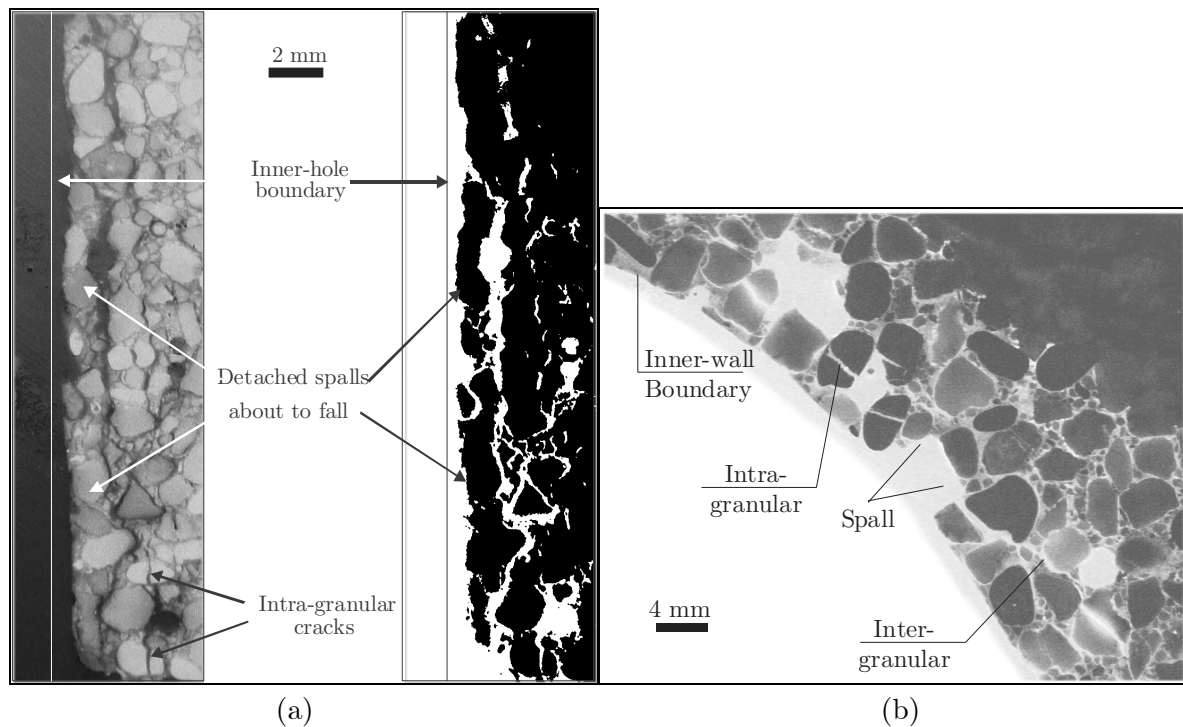 2 mm
Inner-hole
boundary
Detached spalls
about to fall
Intra-granular
cracks
(a)
Inner-wall
Boundary
Intra-
granular
Spall
4 mm
Inter-
granular
(b)